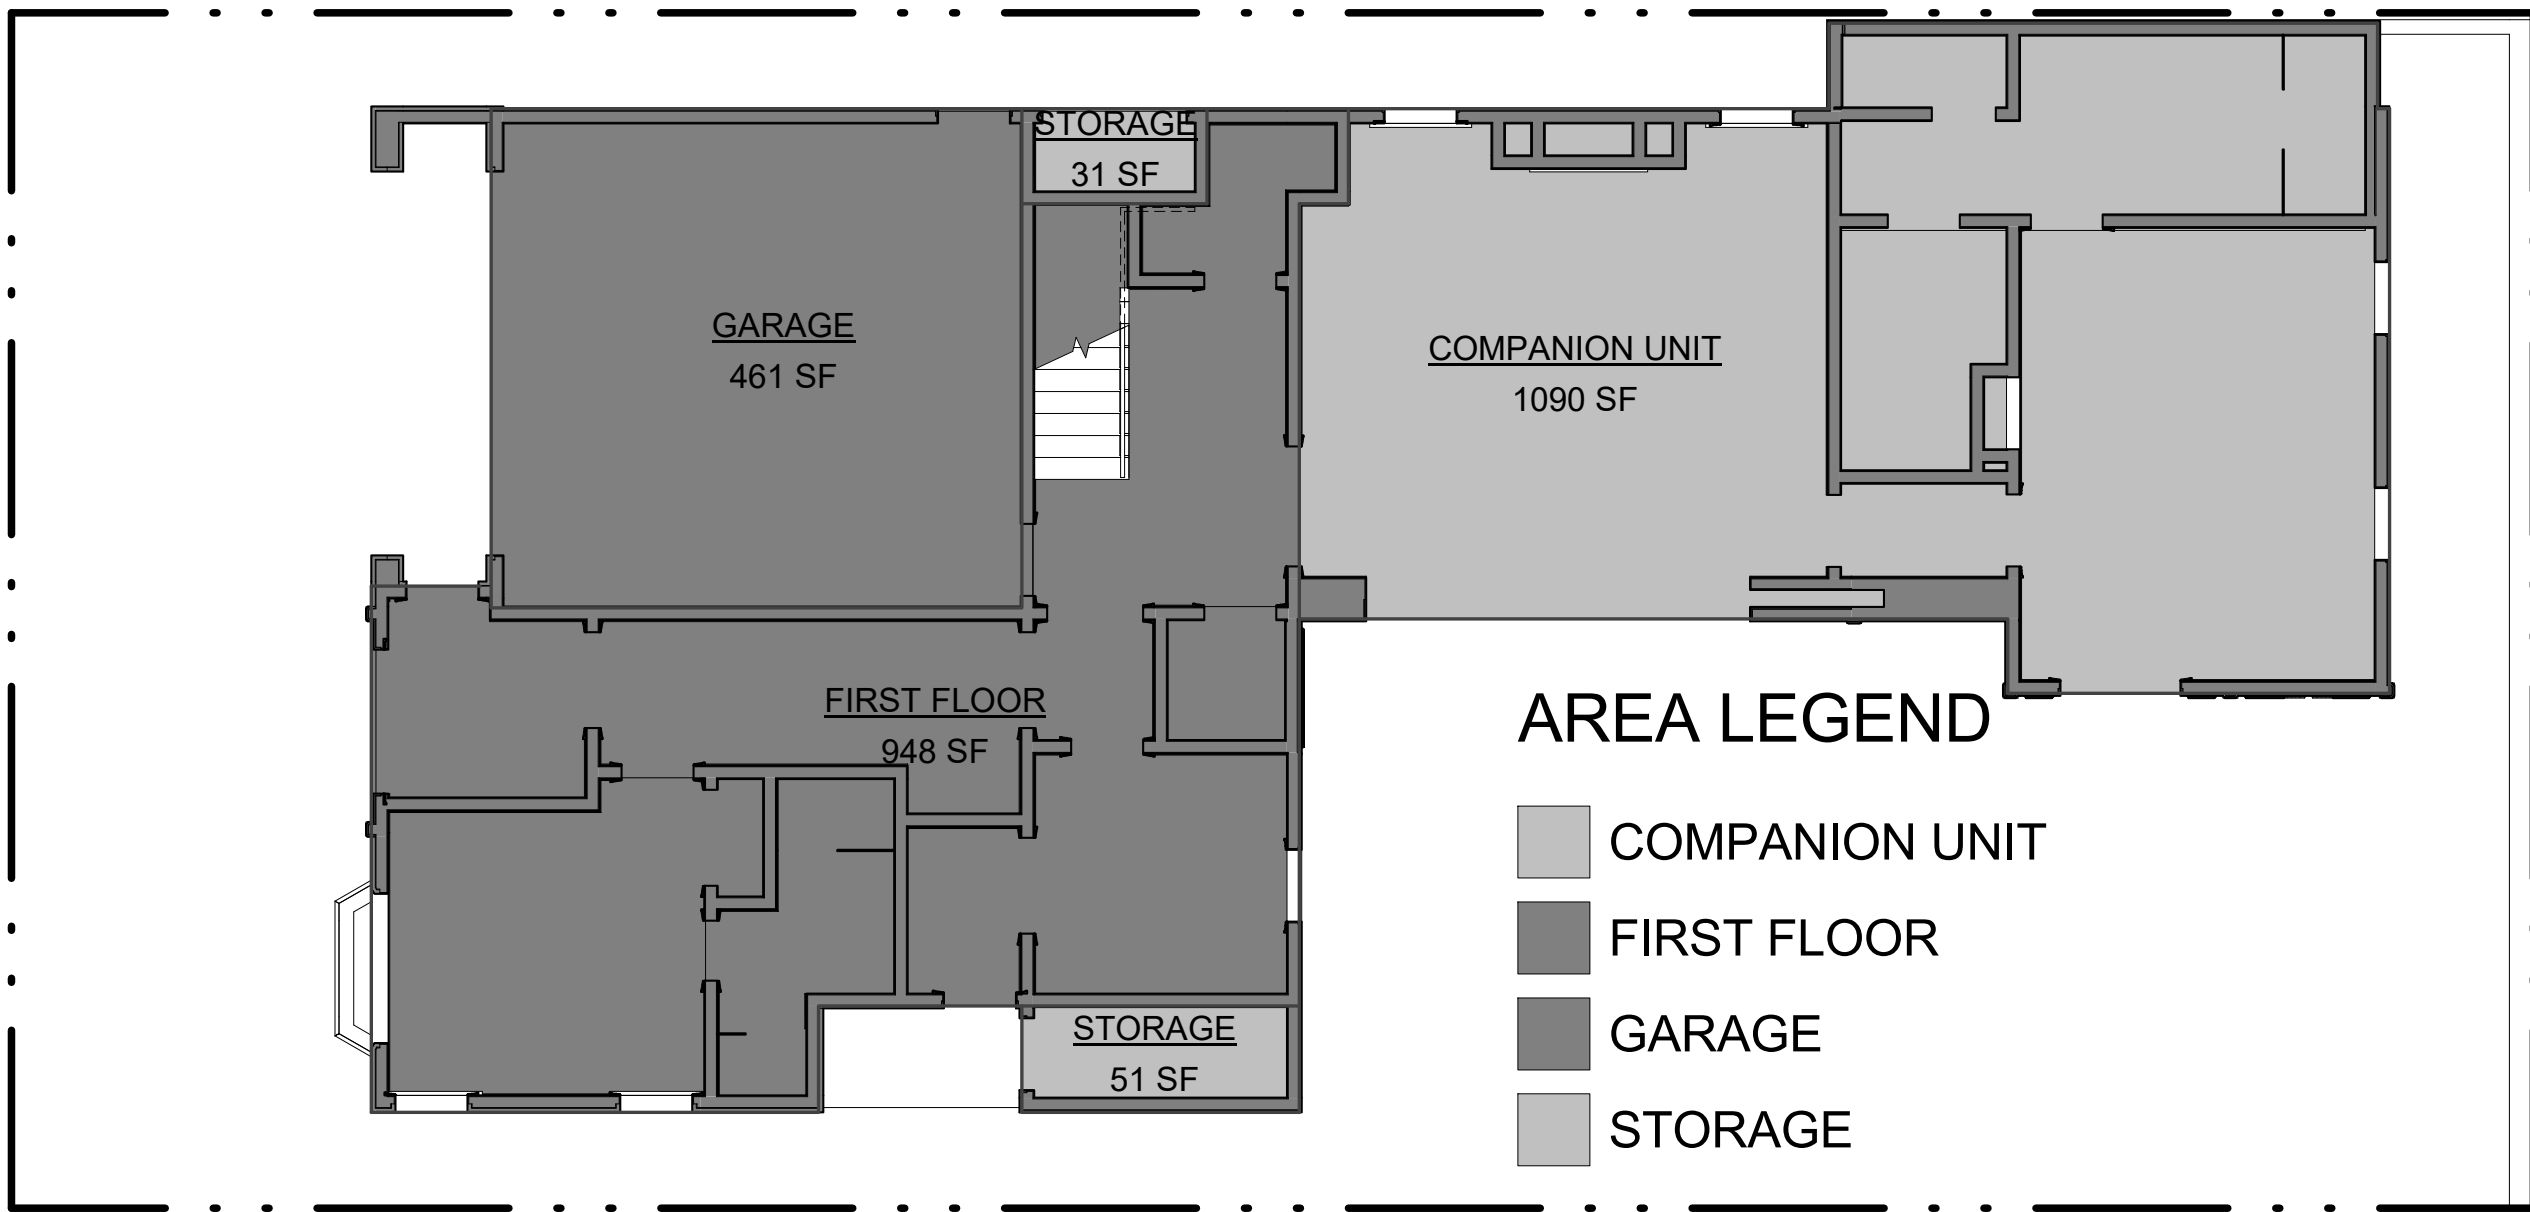 STORAGE
31 SF
GARAGE
461 SF
COMPANION UNIT
1090 SF
FIRST FLOOR
948 SF
STORAGE
51 SF
AREA LEGEND
COMPANION UNIT
FIRST FLOOR
GARAGE
STORAGE